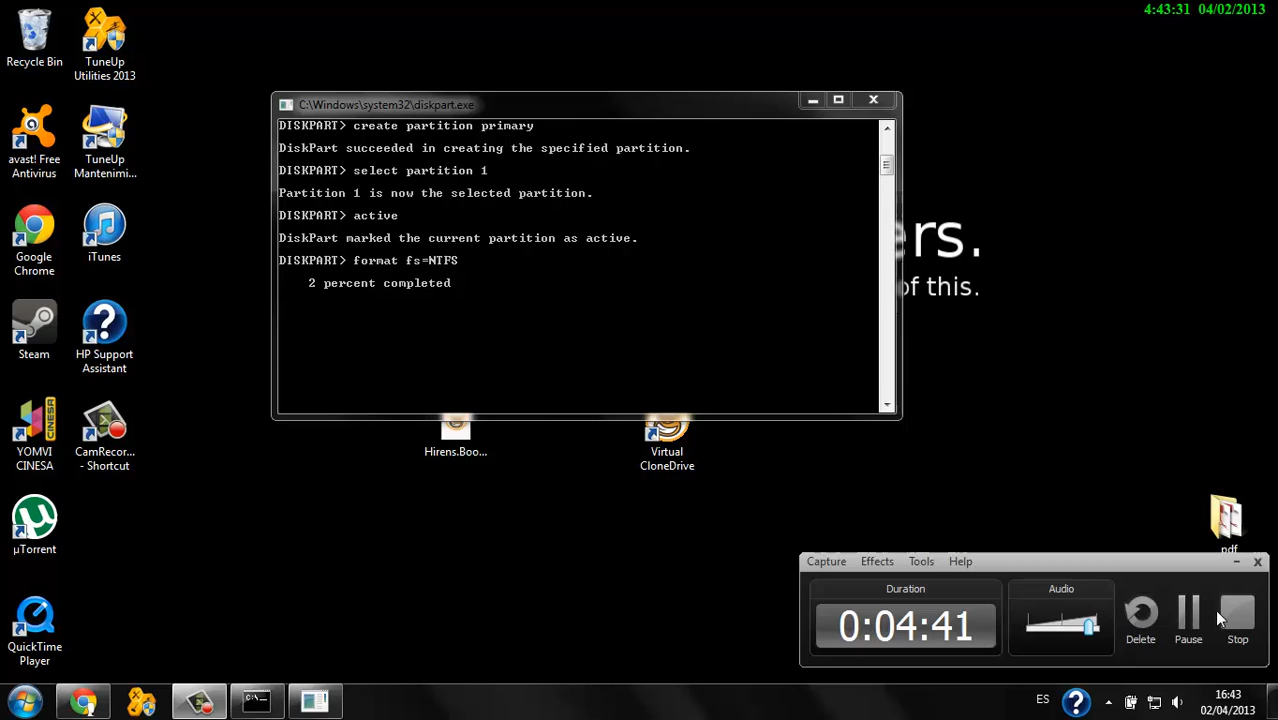 4:43:31 04/02/2013
Recycle Bin
TuneUp
Utilities 2013
avast! Free
Antivirus
TuneUp
Mantenimi...
Google
Chrome
iTunes
Steam
HP Support
Assistant
YOMVI
CINESA
CamRecor...
- Shortcut
µTorrent
QuickTime
Player
C:\Windows\system32\diskpart.exe
DISKPART> create partition primary
DiskPart succeeded in creating the specified partition.
DISKPART> select partition 1
Partition 1 is now the selected partition.
DISKPART> active
DiskPart marked the current partition as active.
DISKPART> format fs=NTFS
2 percent completed
ers.
of this.
Hirens.Boo...
Virtual
CloneDrive
pdf
Capture Effects Tools Help
Duration
Audio
0:04:41
Delete
Pause
Stop
YOMVI
CINESA
C:\
ES
16:43
02/04/2013